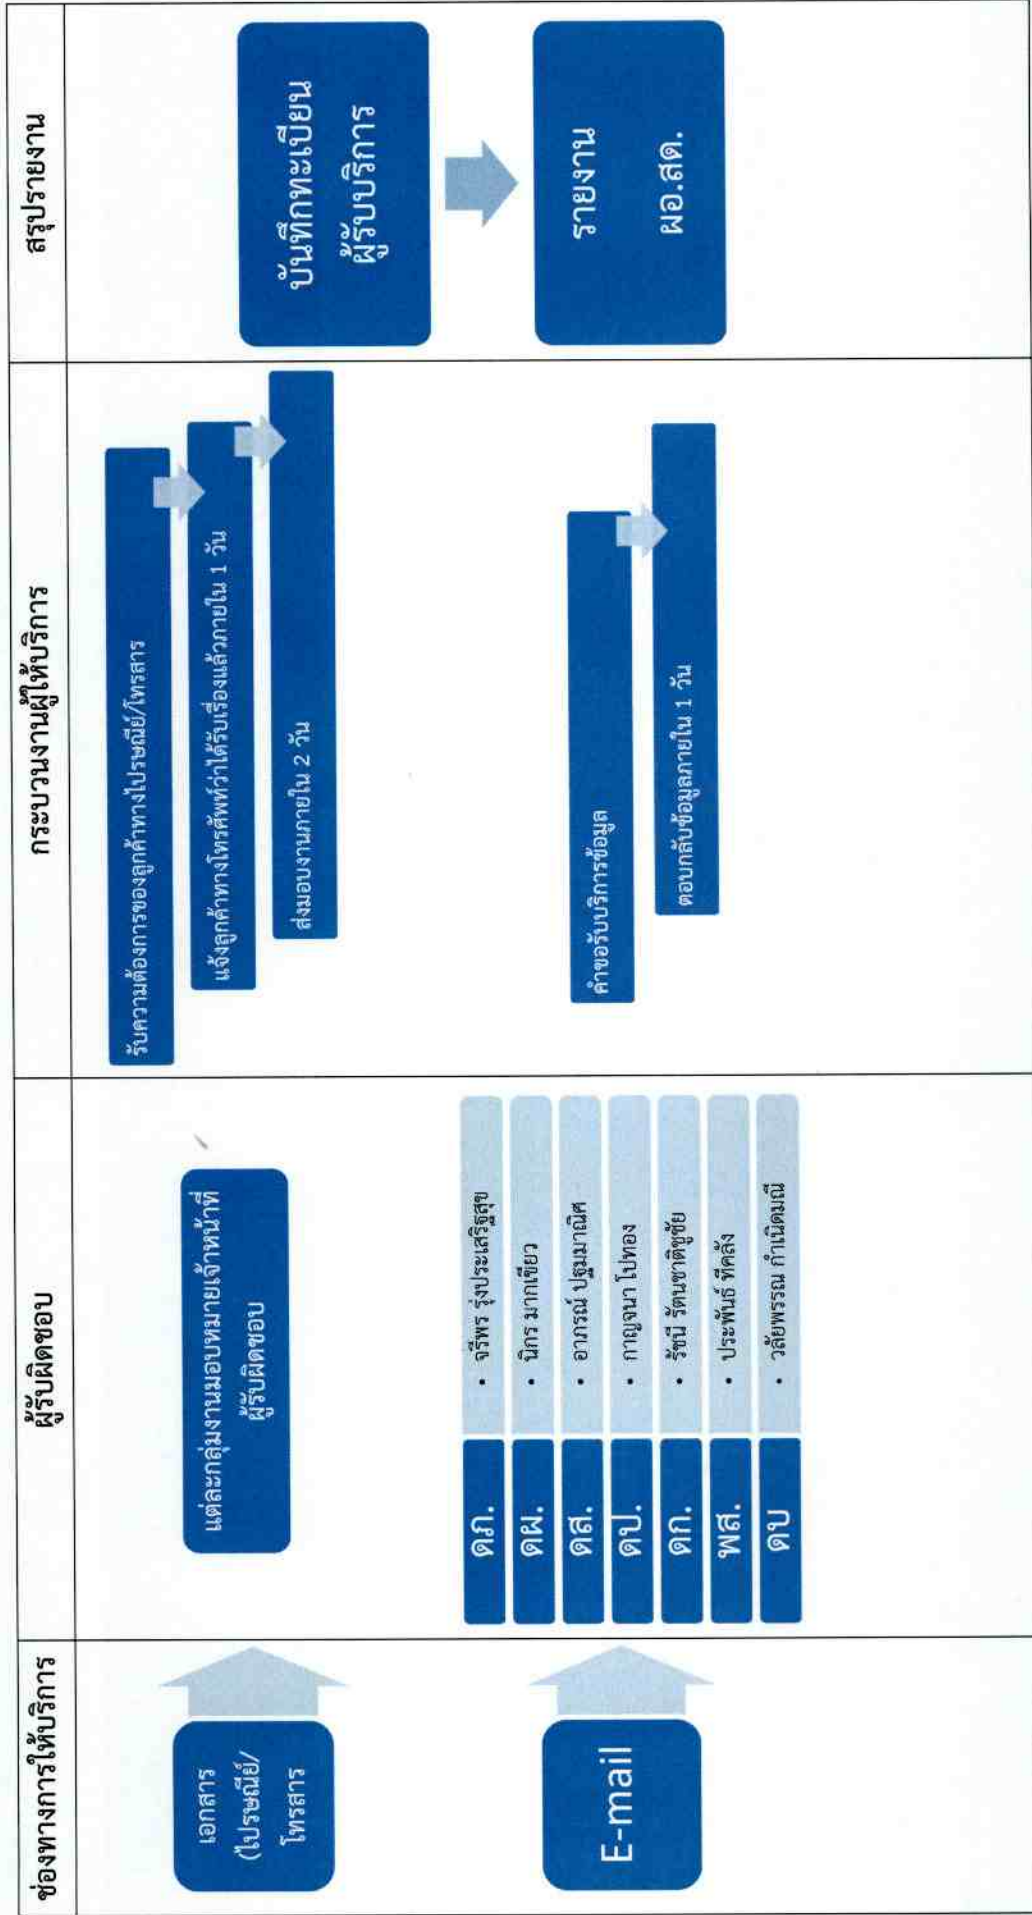 ช่องทางการให้บริการ
ผู้รับผิดชอบ
กระบวนงานผู้ให้บริการ
สรุปรายงาน
เอกสาร
(ไปรษณีย์/
โทรสาร
แต่ละกลุ่มงานมอบหมายเจ้าหน้าที่
ผู้รับผิดชอบ
รับความต้องการของลูกค้าทางไปรษณีย์/โทรสาร
แจ้งลูกค้าทางโทรศัพท์ว่าได้รับเรื่องแล้วภายใน 1 วัน
ส่งมอบงานภายใน 2 วัน
บันทึกทะเบียน
ผู้รับบริการ
รายงาน
ผอ.สด.
E-mail
ดภ.
• จรีพร รุ่งประเสริฐสุข
ดผ.
• นิกร มากเขียว
ดส.
• อาภรณ์ ปฐมมาณิศ
ดป.
• กาญจนา โปทอง
ดก.
• รัชนี รัตนชาติชูชัย
พส.
• ประพันธ์ ทีคลัง
ดบ
• วลัยพรรณ กำเนิดมณี
คำขอรับบริการข้อมูล
ตอบกลับข้อมูลภายใน 1 วัน